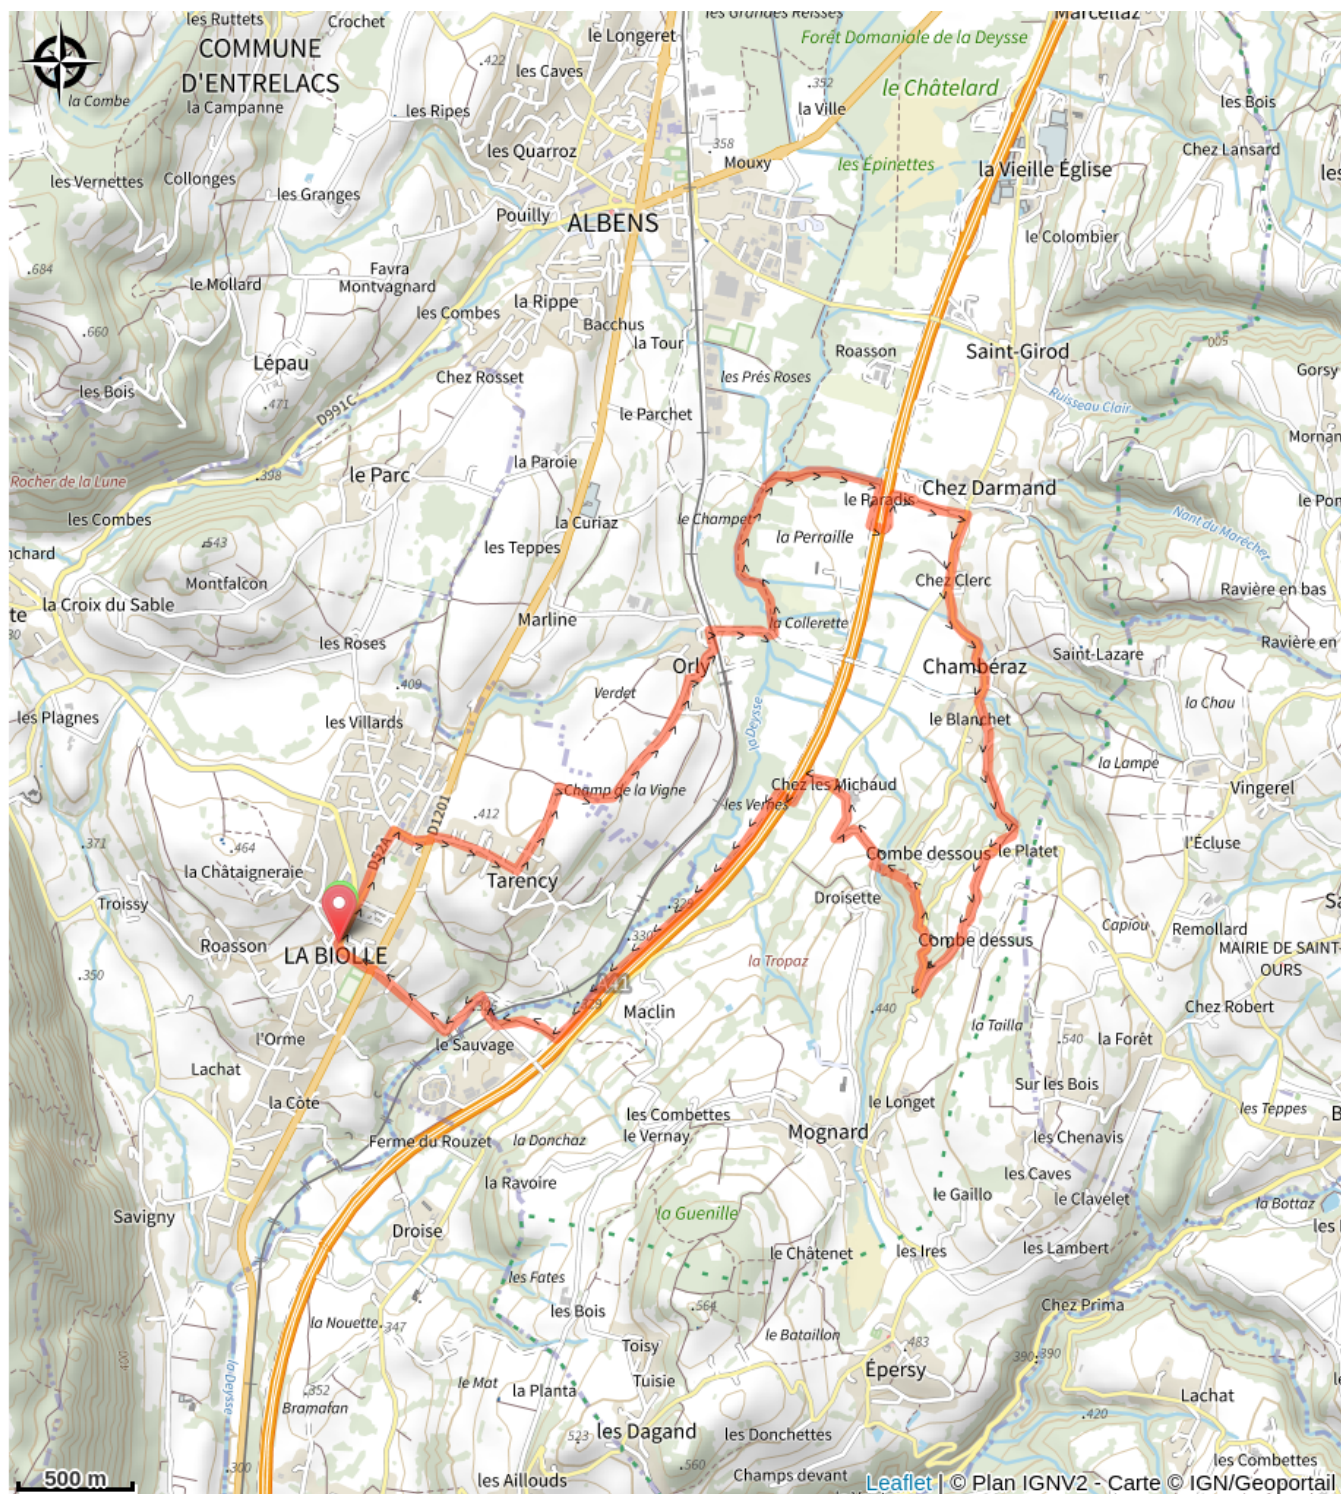 les Ruttets
Crochet
les Grandes Reisses
Marcellaz
COMMUNE
D'ENTRELACS
le Longeret
Forêt Domaniale de la Deysse
.422
les Caves
la Combe
la Campanne
les Ripes
.352
la Ville
le Châtelard
les Bois
les Quarroz
.358
Mouxy
les Épinettes
la Vieille Église
Chez Lansard
les Vernettes
Collonges
les Granges
Pouilly
ALBENS
le Colombier
.684
le Mollard
Favra
Montvagnard
la Rippe
les Combes
Bacchus
la Tour
.660
Lépau
Roasson
Saint-Girod
Chez Rosset
les Prés Roses
Gorsy
les Bois
.471
D991C
le Parchet
Ruisseau Clair
.398
la Paroie
Rocher de la Lune
le Parc
Chez Darmand
le Paradis
les Combes
la Curiaz
le Champet
la Perraille
Nant du Marêchet
.543
les Teppes
Montfalcon
Chez Clerc
Ravière en bas
la Croix du Sable
les Roses
Marline
la Collerette
Ravière en
Orly
Chambéraz
Saint-Lazare
.409
Verdet
la Chau
les Plagnes
les Villards
la Deysse
le Blanchet
la Lampe
Champ de la Vigne
Chez les Michaud
Vingerel
D1201
.412
les Vernes
.371
.464
D52A
Combe dessous
le Platet
l'Écluse
la Châtaigneraie
Tarency
Droisette
Troissy
.329
Capiou
Remollard
Roasson
LA BIOLLE
.330
Combe dessus
MAIRIE DE SAINT-
OURS
.350
la Tropaz
A41
.329
Maclin
.440
Chez Robert
l'Orme
le Sauvage
la Tailla
.540
la Forêt
Lachat
la Côte
Sur les Bois
les Combettes
le Longet
les Teppes
Ferme du Rouzet
la Donchaz
le Vernay
Mognard
les Chenavis
la Ravoire
les Caves
le Gaillo
le Clavelet
la Bottaz
Savigny
la Guenille
Droise
le Châtenet
les Ires
les Lambert
les Fates
les Bois
.564
Chez Prima
la Nouette
.347
le Bataillon
.483
Toisy
390
.390
Épersy
la Deysse
.352
Bramafan
le Mat
la Planta
Tuisie
Lachat
.420
523
les Dagand
les Donchettes
.300
.560
les Combettes
500 m
les Aillouds
Champs devant
Leaflet | © Plan IGNV2 - Carte © IGN/Geoportail